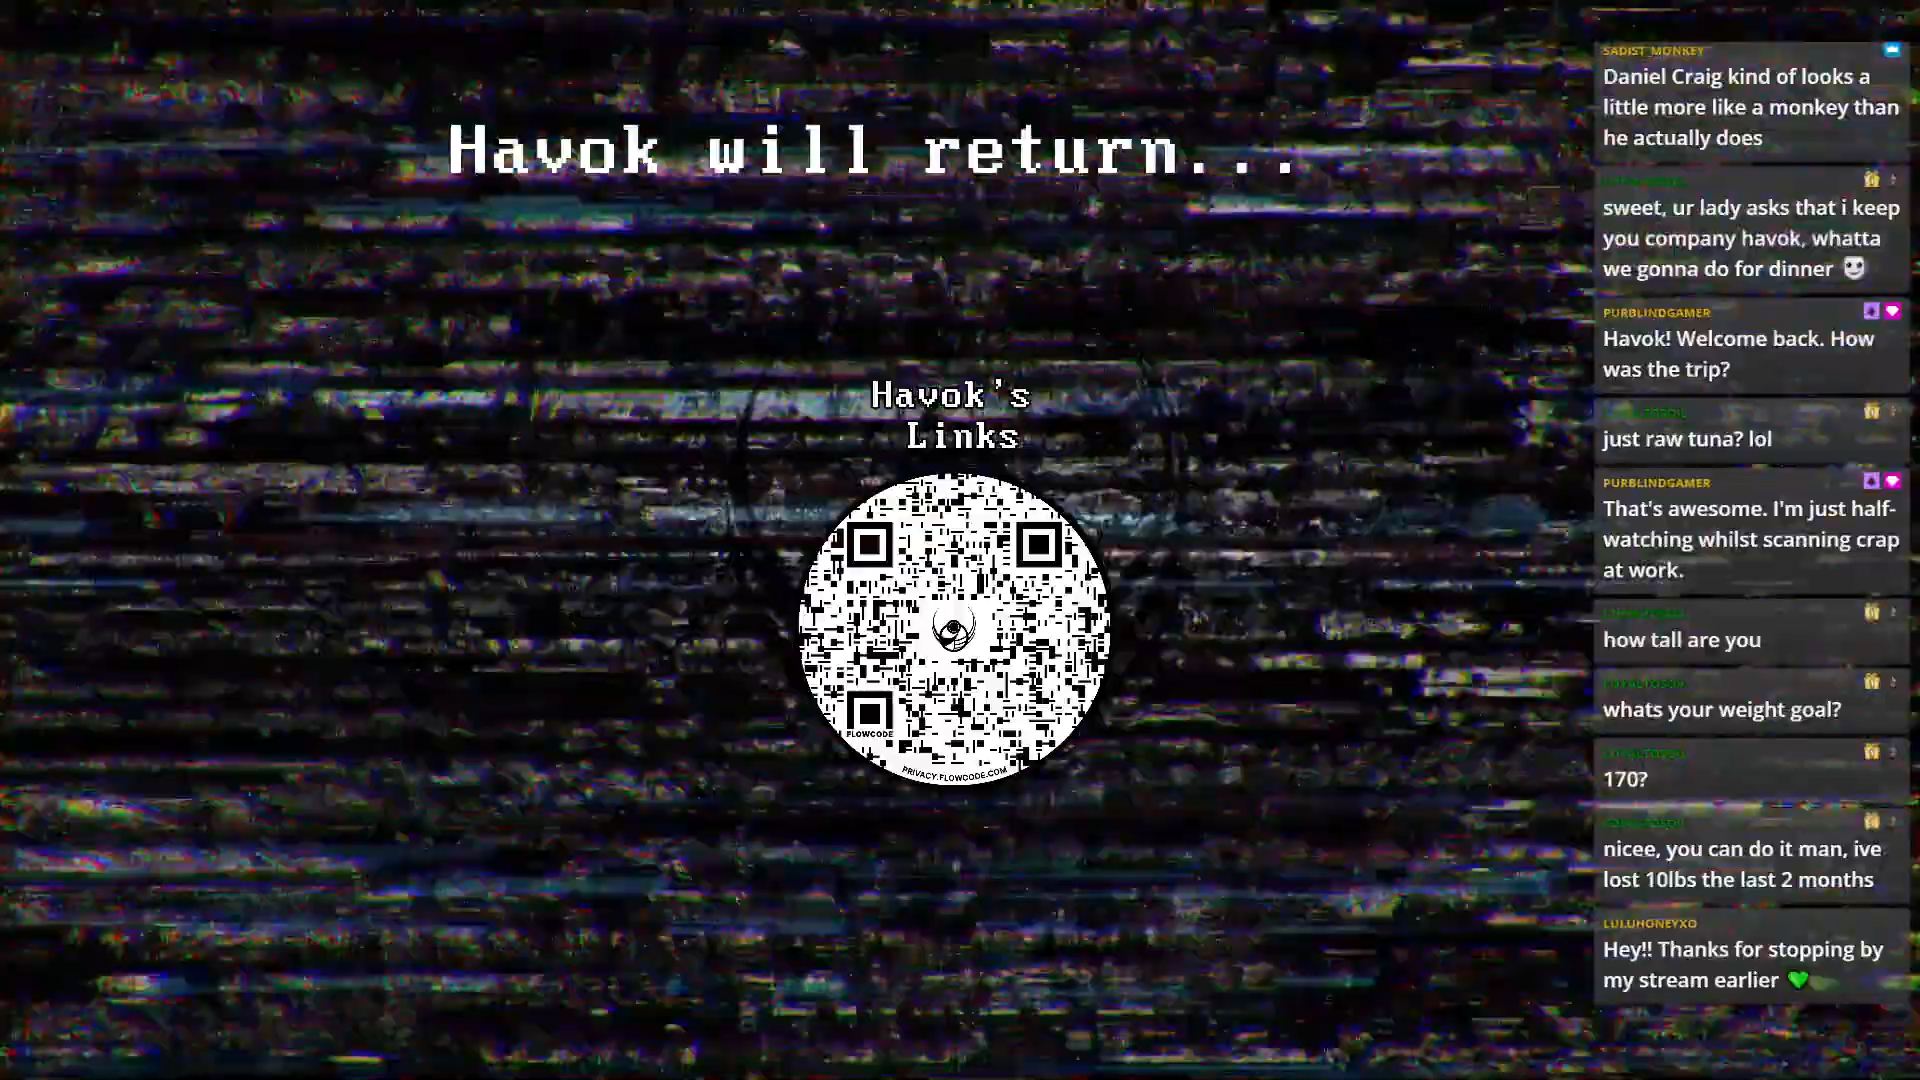 Havok will return...
Havok's
Links
FLOWCODE
PRIVACY.FLOWCODE.COM
SADIST_MONKEY
Daniel Craig kind of looks a
little more like a monkey than
he actually does
sweet, ur lady asks that i keep
you company havok, whatta
we gonna do for dinner
PURBLINDGAMER
Havok! Welcome back. How
was the trip?
just raw tuna? lol
PURBLINDGAMER
That's awesome. I'm just half-
watching whilst scanning crap
at work.
how tall are you
whats your weight goal?
170?
nicee, you can do it man, ive
lost 10lbs the last 2 months
LULUHONEYXO
Hey!! Thanks for stopping by
my stream earlier